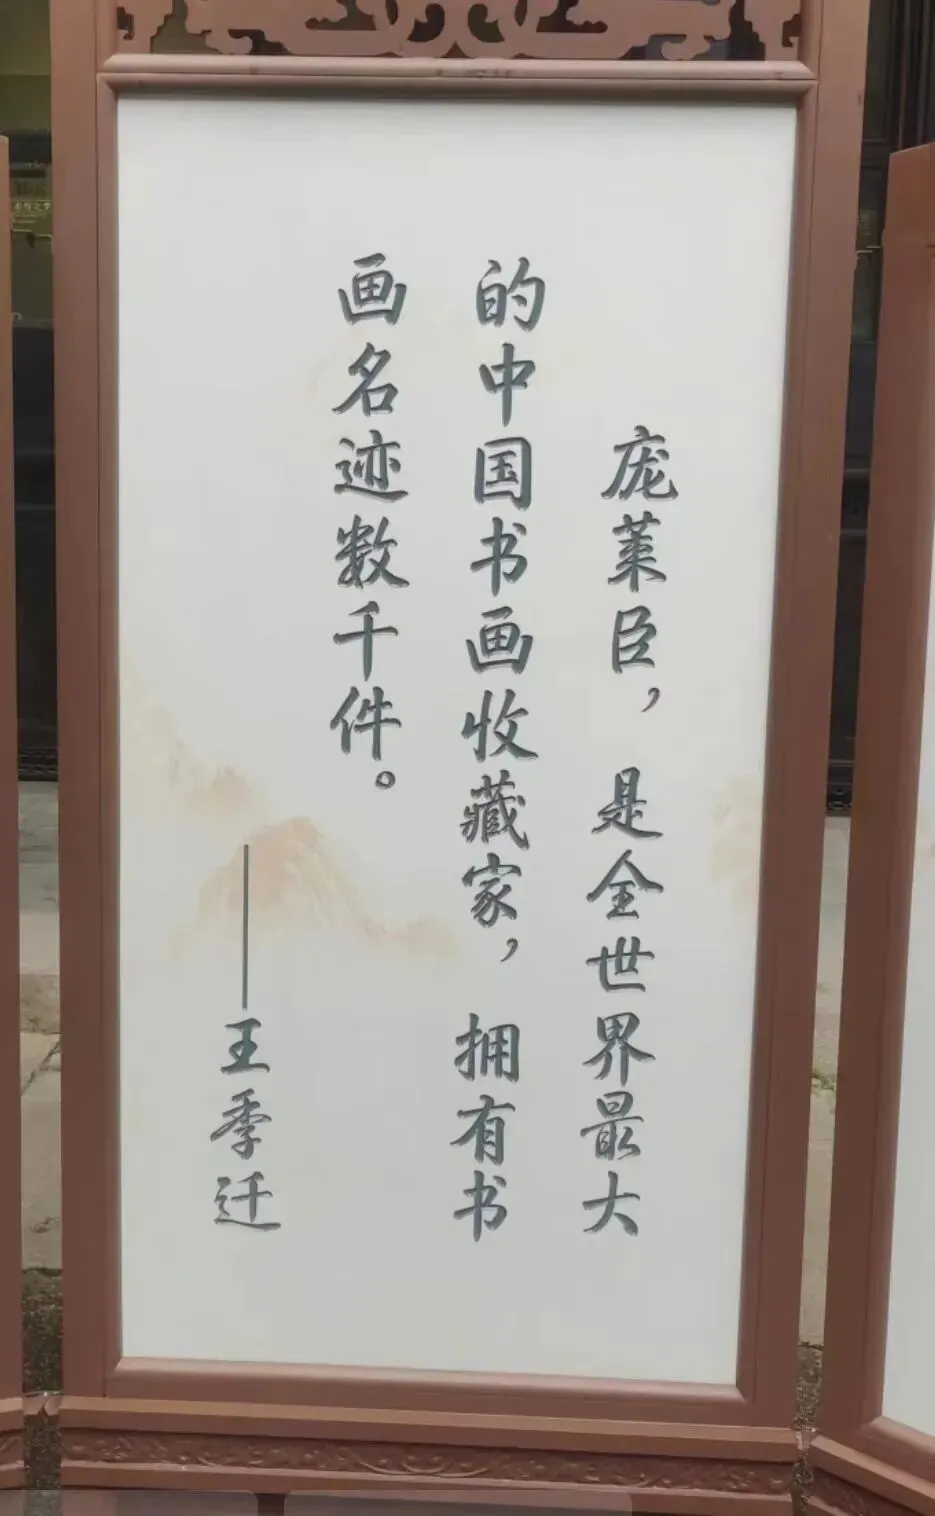 庞莱臣，是全世界最大
的中国书画收藏家，拥有书
画名迹数千件。
——王季迁